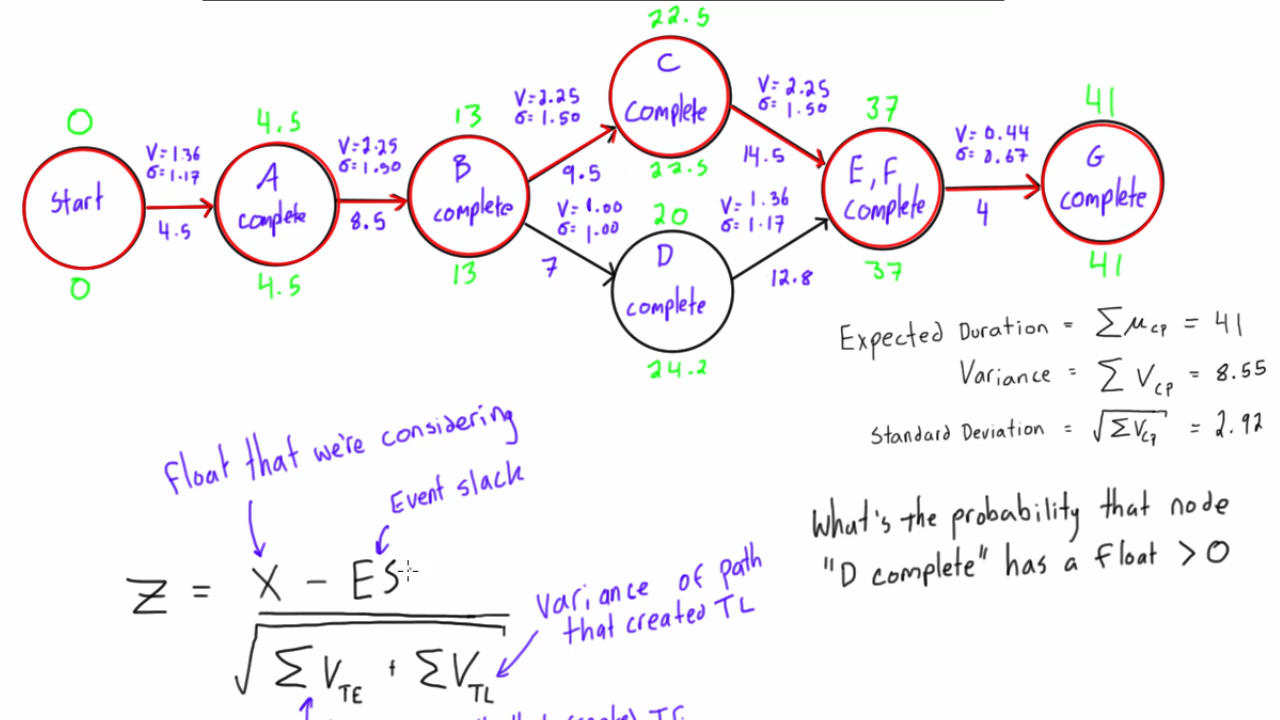 22.5
C
complete
V=2.25
σ=1.50
V=2.25
σ=1.50
0
4.5
13
37
41
V=1.36
σ=1.17
V=2.25
σ=1.50
V=0.44
σ=0.67
Start
A
complete
B
complete
E, F
complete
G
complete
4.5
8.5
9.5
22.5
14.5
4
V=1.00
σ=1.00
20
V=1.36
σ=1.17
0
4.5
13
7
D
complete
12.8
37
41
24.2
Expected Duration = ∑μcp = 41
Variance = ∑ Vcp = 8.55
Standard Deviation = √∑Vcp = 2.92
float that we're considering
Event slack
What's the probability that node
"D complete" has a float > 0
Z = X - ES
√ ∑VTE + ∑VTL
Variance of path
that created TL